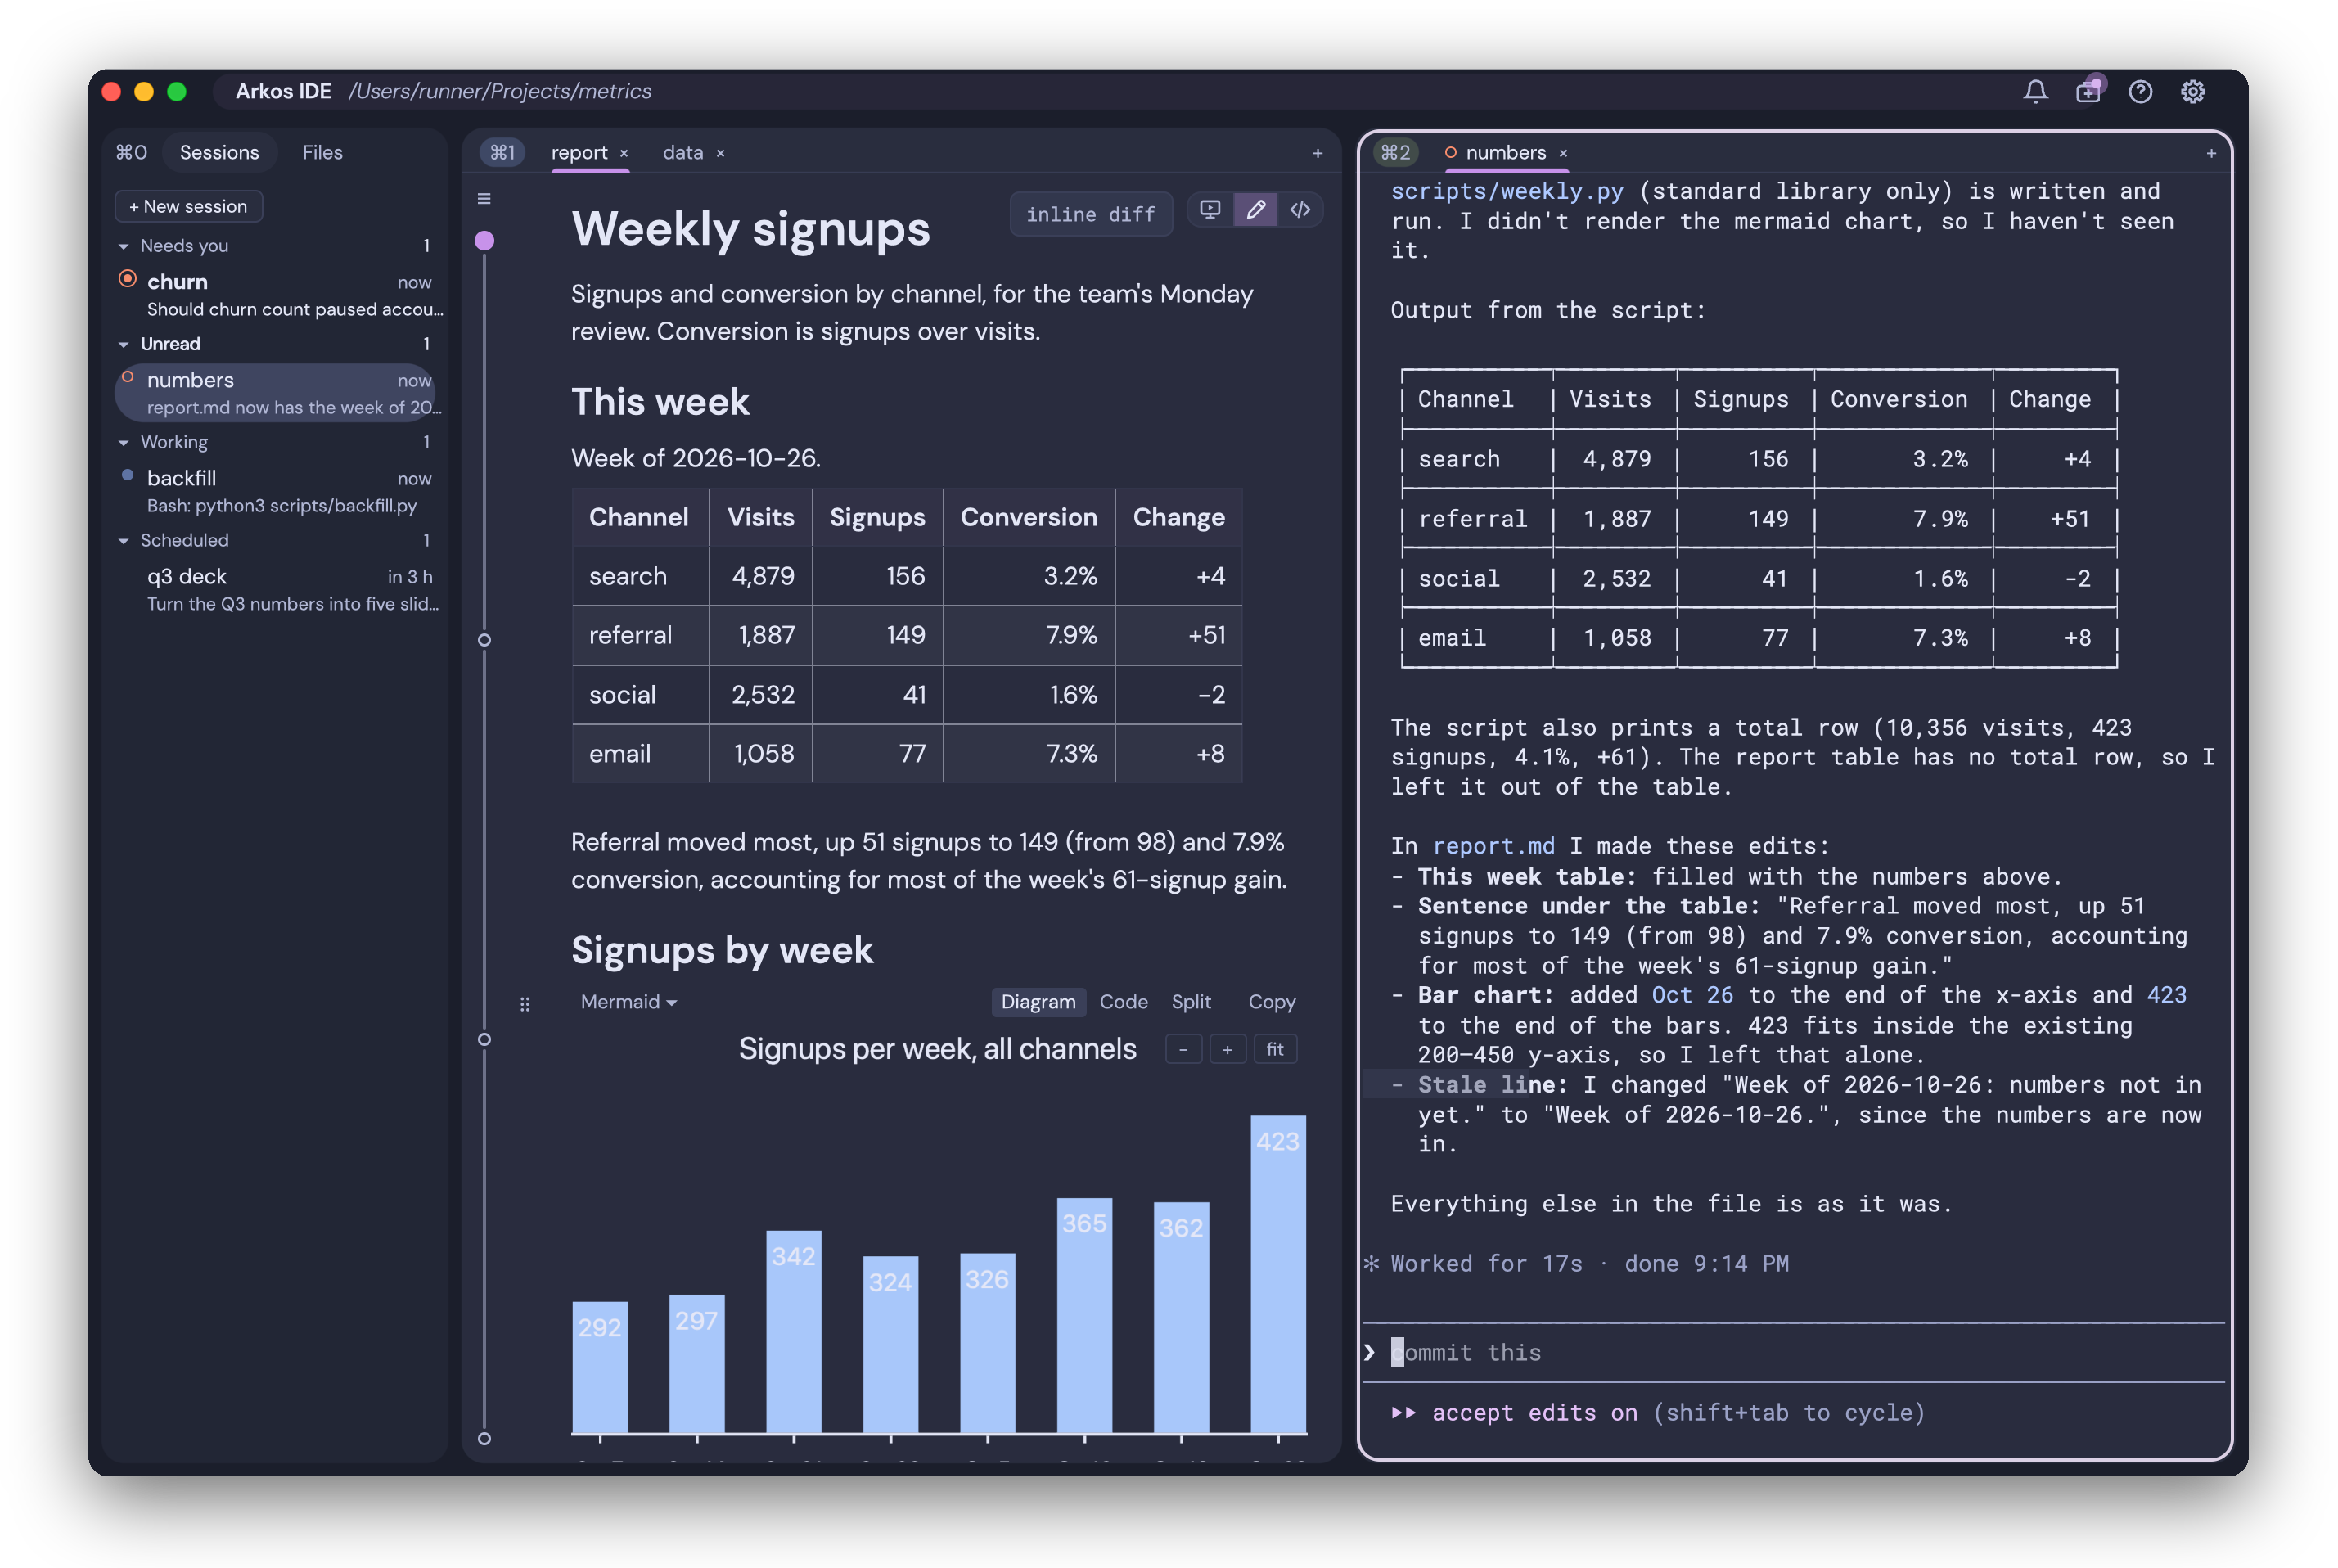 Arkos IDE /Users/runner/Projects/metrics
⌘0 Sessions Files
+ New session
Needs you 1
churn now
Should churn count paused accou...
Unread 1
numbers now
report.md now has the week of 20...
Working 1
backfill now
Bash: python3 scripts/backfill.py
Scheduled 1
q3 deck in 3 h
Turn the Q3 numbers into five slid...
⌘1 report × data × +
inline diff
Weekly signups
Signups and conversion by channel, for the team's Monday
review. Conversion is signups over visits.
This week
Week of 2026-10-26.
Channel Visits Signups Conversion Change
search 4,879 156 3.2% +4
referral 1,887 149 7.9% +51
social 2,532 41 1.6% -2
email 1,058 77 7.3% +8
Referral moved most, up 51 signups to 149 (from 98) and 7.9%
conversion, accounting for most of the week's 61-signup gain.
Signups by week
Mermaid Diagram Code Split Copy
Signups per week, all channels - + fit
292 297 342 324 326 365 362 423
⌘2 numbers × +
scripts/weekly.py (standard library only) is written and
run. I didn't render the mermaid chart, so I haven't seen
it.
Output from the script:
Channel Visits Signups Conversion Change
search 4,879 156 3.2% +4
referral 1,887 149 7.9% +51
social 2,532 41 1.6% -2
email 1,058 77 7.3% +8
The script also prints a total row (10,356 visits, 423
signups, 4.1%, +61). The report table has no total row, so I
left it out of the table.
In report.md I made these edits:
- This week table: filled with the numbers above.
- Sentence under the table: "Referral moved most, up 51
signups to 149 (from 98) and 7.9% conversion, accounting
for most of the week's 61-signup gain."
- Bar chart: added Oct 26 to the end of the x-axis and 423
to the end of the bars. 423 fits inside the existing
200–450 y-axis, so I left that alone.
- Stale line: I changed "Week of 2026-10-26: numbers not in
yet." to "Week of 2026-10-26.", since the numbers are now
in.
Everything else in the file is as it was.
✻ Worked for 17s · done 9:14 PM
❯ commit this
⏵⏵ accept edits on (shift+tab to cycle)